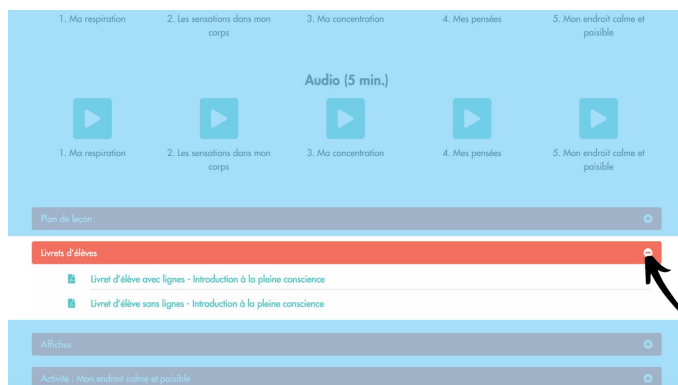 1. Ma respiration
2. Les sensations dans mon
corps
3. Ma concentration
4. Mes pensées
5. Mon endroit calme et
paisible
Audio (5 min.)
1. Ma respiration
2. Les sensations dans mon
corps
3. Ma concentration
4. Mes pensées
5. Mon endroit calme et
paisible
Plan de leçon
Livrets d'élèves
Livret d'élève avec lignes - Introduction à la pleine conscience
Livret d'élève sans lignes - Introduction à la pleine conscience
Affiches
Activité : Mon endroit calme et paisible